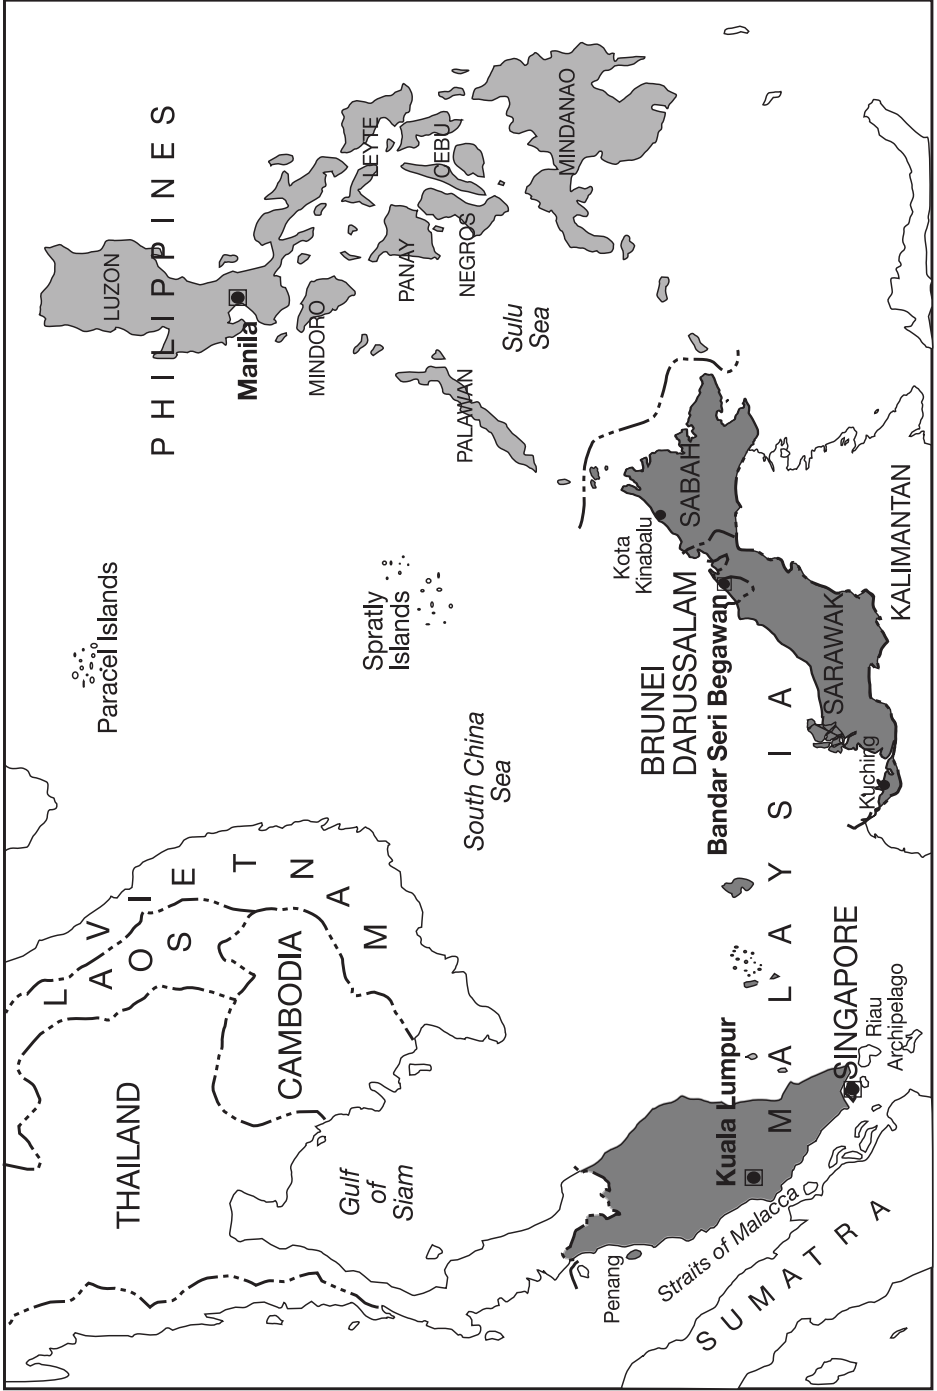 PHILIPPINES
LUZON
Manila
MINDORO
LEYTE
PANAY
CEBU
NEGROS
MINDANAO
PALAWAN
Sulu
Sea
Paracel Islands
Spratly
Islands
South China
Sea
LAOS
VIETNAM
THAILAND
CAMBODIA
Gulf
of
Siam
Kota
Kinabalu
SABAH
BRUNEI
DARUSSALAM
Bandar Seri Begawan
SARAWAK
Kuching
KALIMANTAN
MALAYSIA
Kuala Lumpur
SINGAPORE
Riau
Archipelago
Penang
Straits of Malacca
SUMATRA